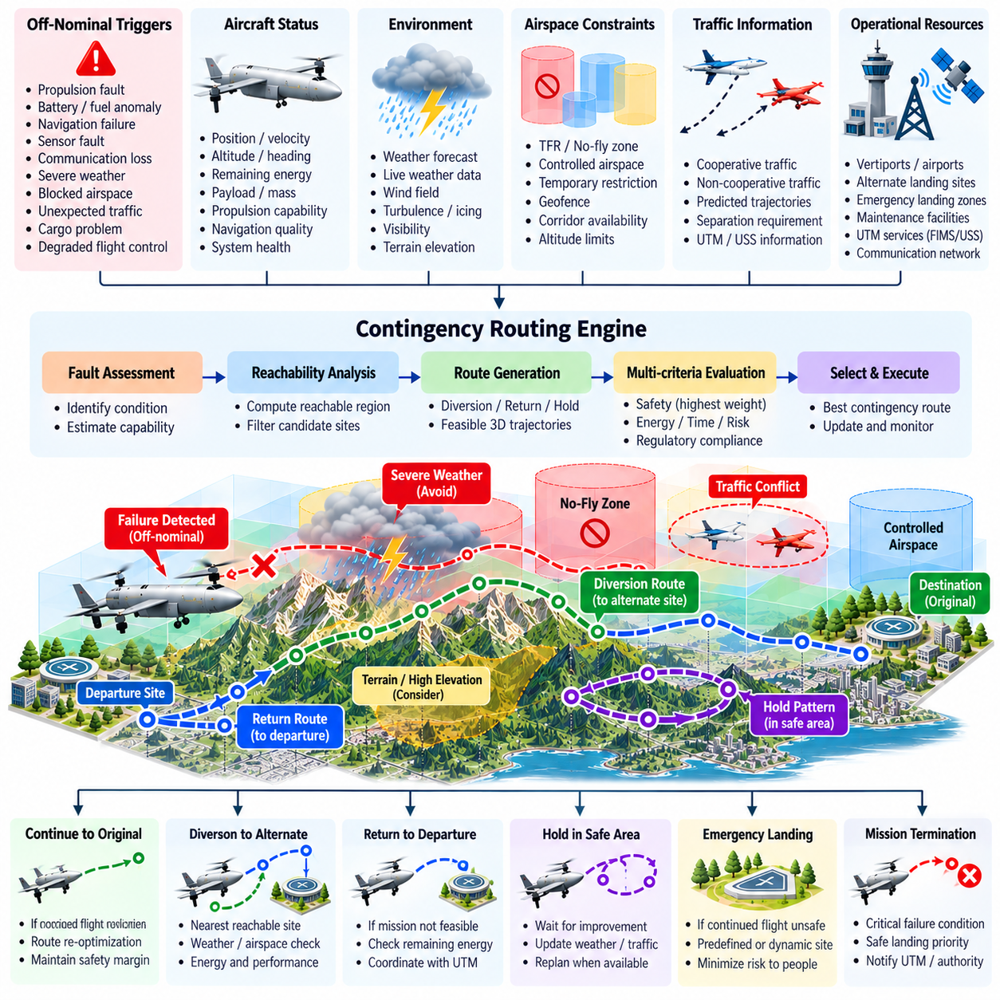 Off-Nominal Triggers
Propulsion fault
Battery / fuel anomaly
Navigation failure
Sensor fault
Communication loss
Severe weather
Blocked airspace
Unexpected traffic
Cargo problem
Degraded flight control
Aircraft Status
Position / velocity
Altitude / heading
Remaining energy
Payload / mass
Propulsion capability
Navigation quality
System health
Environment
Weather forecast
Live weather data
Wind field
Turbulence / icing
Visibility
Terrain elevation
Airspace Constraints
TFR / No-fly zone
Controlled airspace
Temporary restriction
Geofence
Corridor availability
Altitude limits
Traffic Information
Cooperative traffic
Non-cooperative traffic
Predicted trajectories
Separation requirement
UTM / USS information
Operational Resources
Vertiports / airports
Alternate landing sites
Emergency landing zones
Maintenance facilities
UTM services (FIMS/USS)
Communication network
Contingency Routing Engine
Fault Assessment
Identify condition
Estimate capability
Reachability Analysis
Compute reachable region
Filter candidate sites
Route Generation
Diversion / Return / Hold
Feasible 3D trajectories
Multi-criteria Evaluation
Safety (highest weight)
Energy / Time / Risk
Regulatory compliance
Select & Execute
Best contingency route
Update and monitor
Severe Weather
(Avoid)
No-Fly Zone
Traffic Conflict
Failure Detected
(Off-nominal)
Controlled
Airspace
Diversion Route
(to alternate site)
Destination
(Original)
Terrain / High Elevation
(Consider)
Departure Site
Return Route
(to departure)
Hold Pattern
(in safe area)
Continue to Original
If flight
Route re-optimization
Maintain safety margin
Diverson to Alternate
Nearest reachable site
Weather / airspace check
Energy and performance
Return to Departure
If mission not feasible
Check remaining energy
Coordinate with UTM
Hold in Safe Area
Wait for improvement
Update weather / traffic
Replan when available
Emergency Landing
If continued flight unsafe
Predefined or dynamic site
Minimize risk to people
Mission Termination
Critical failure condition
Safe landing priority
Notify UTM / authority